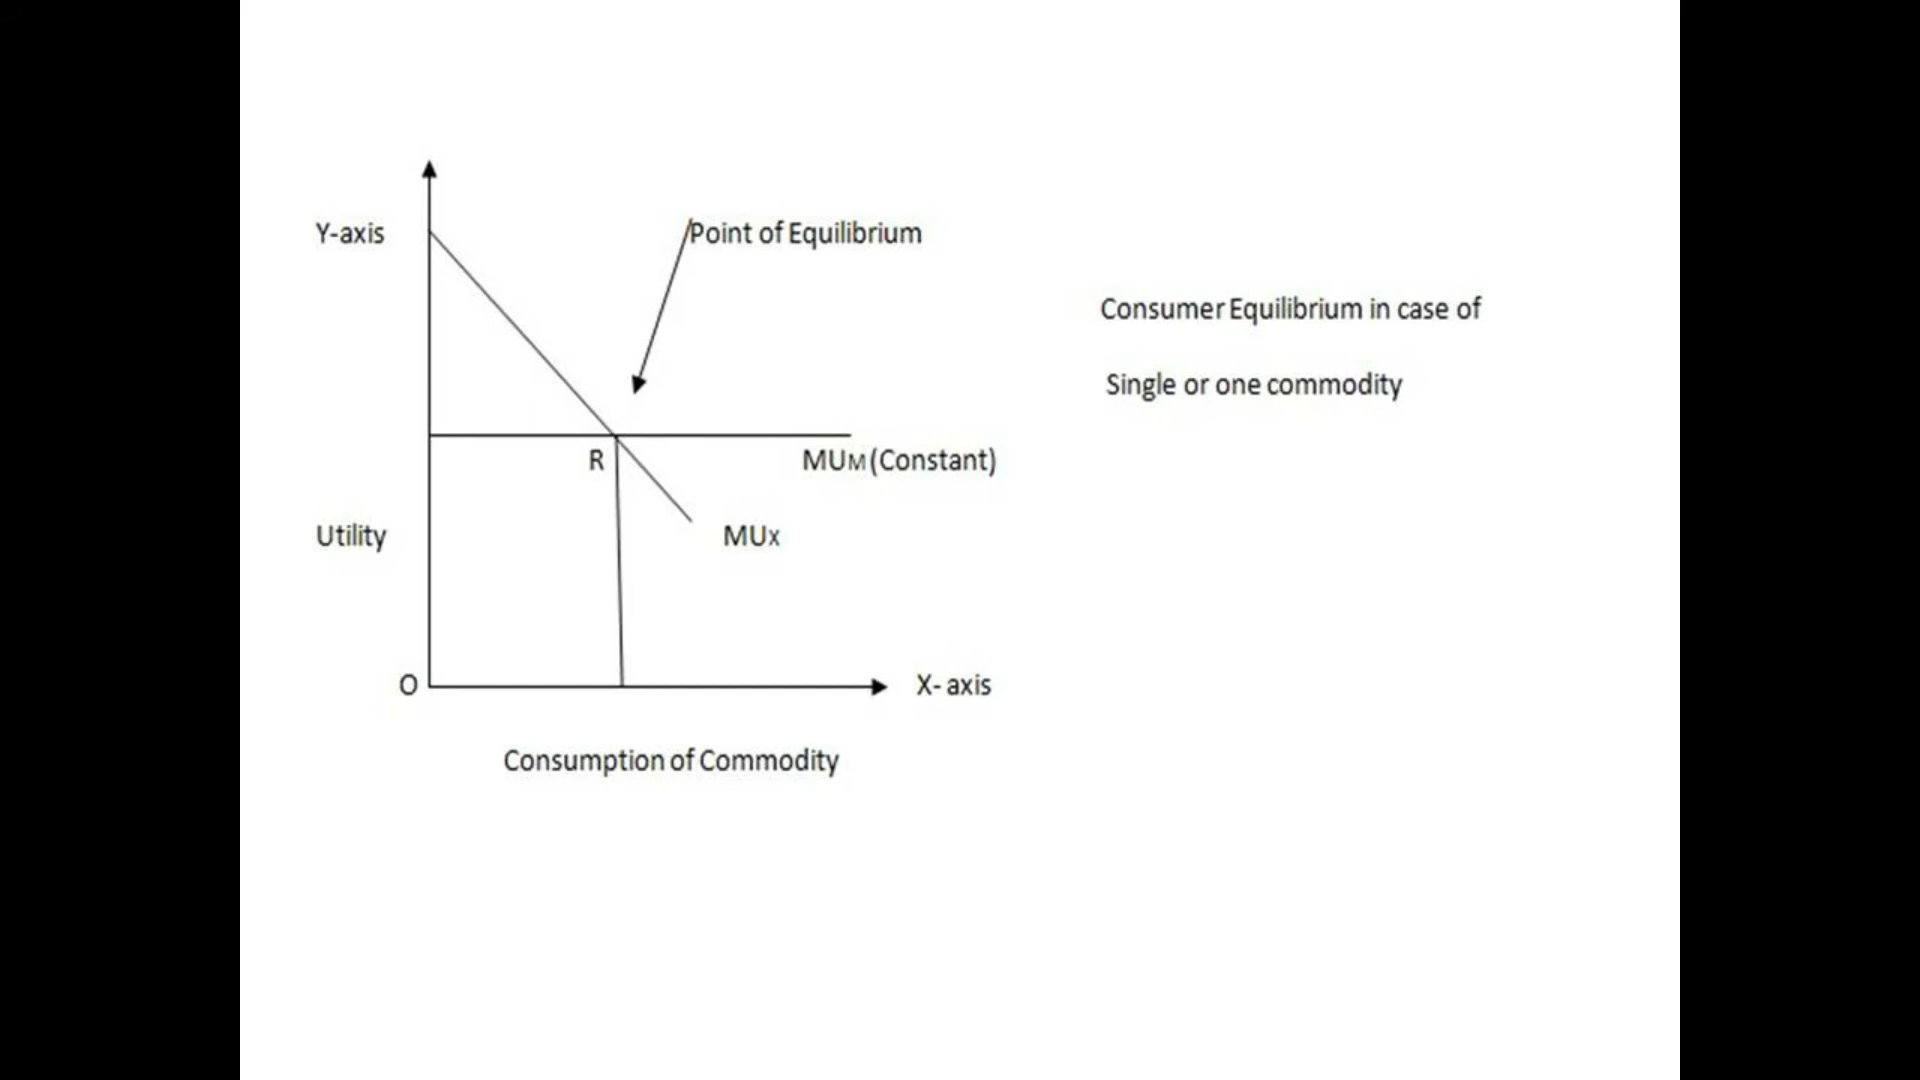 Y-axis
Point of Equilibrium
Consumer Equilibrium in case of
Single or one commodity
R
MUM (Constant)
Utility
MUx
O
X- axis
Consumption of Commodity